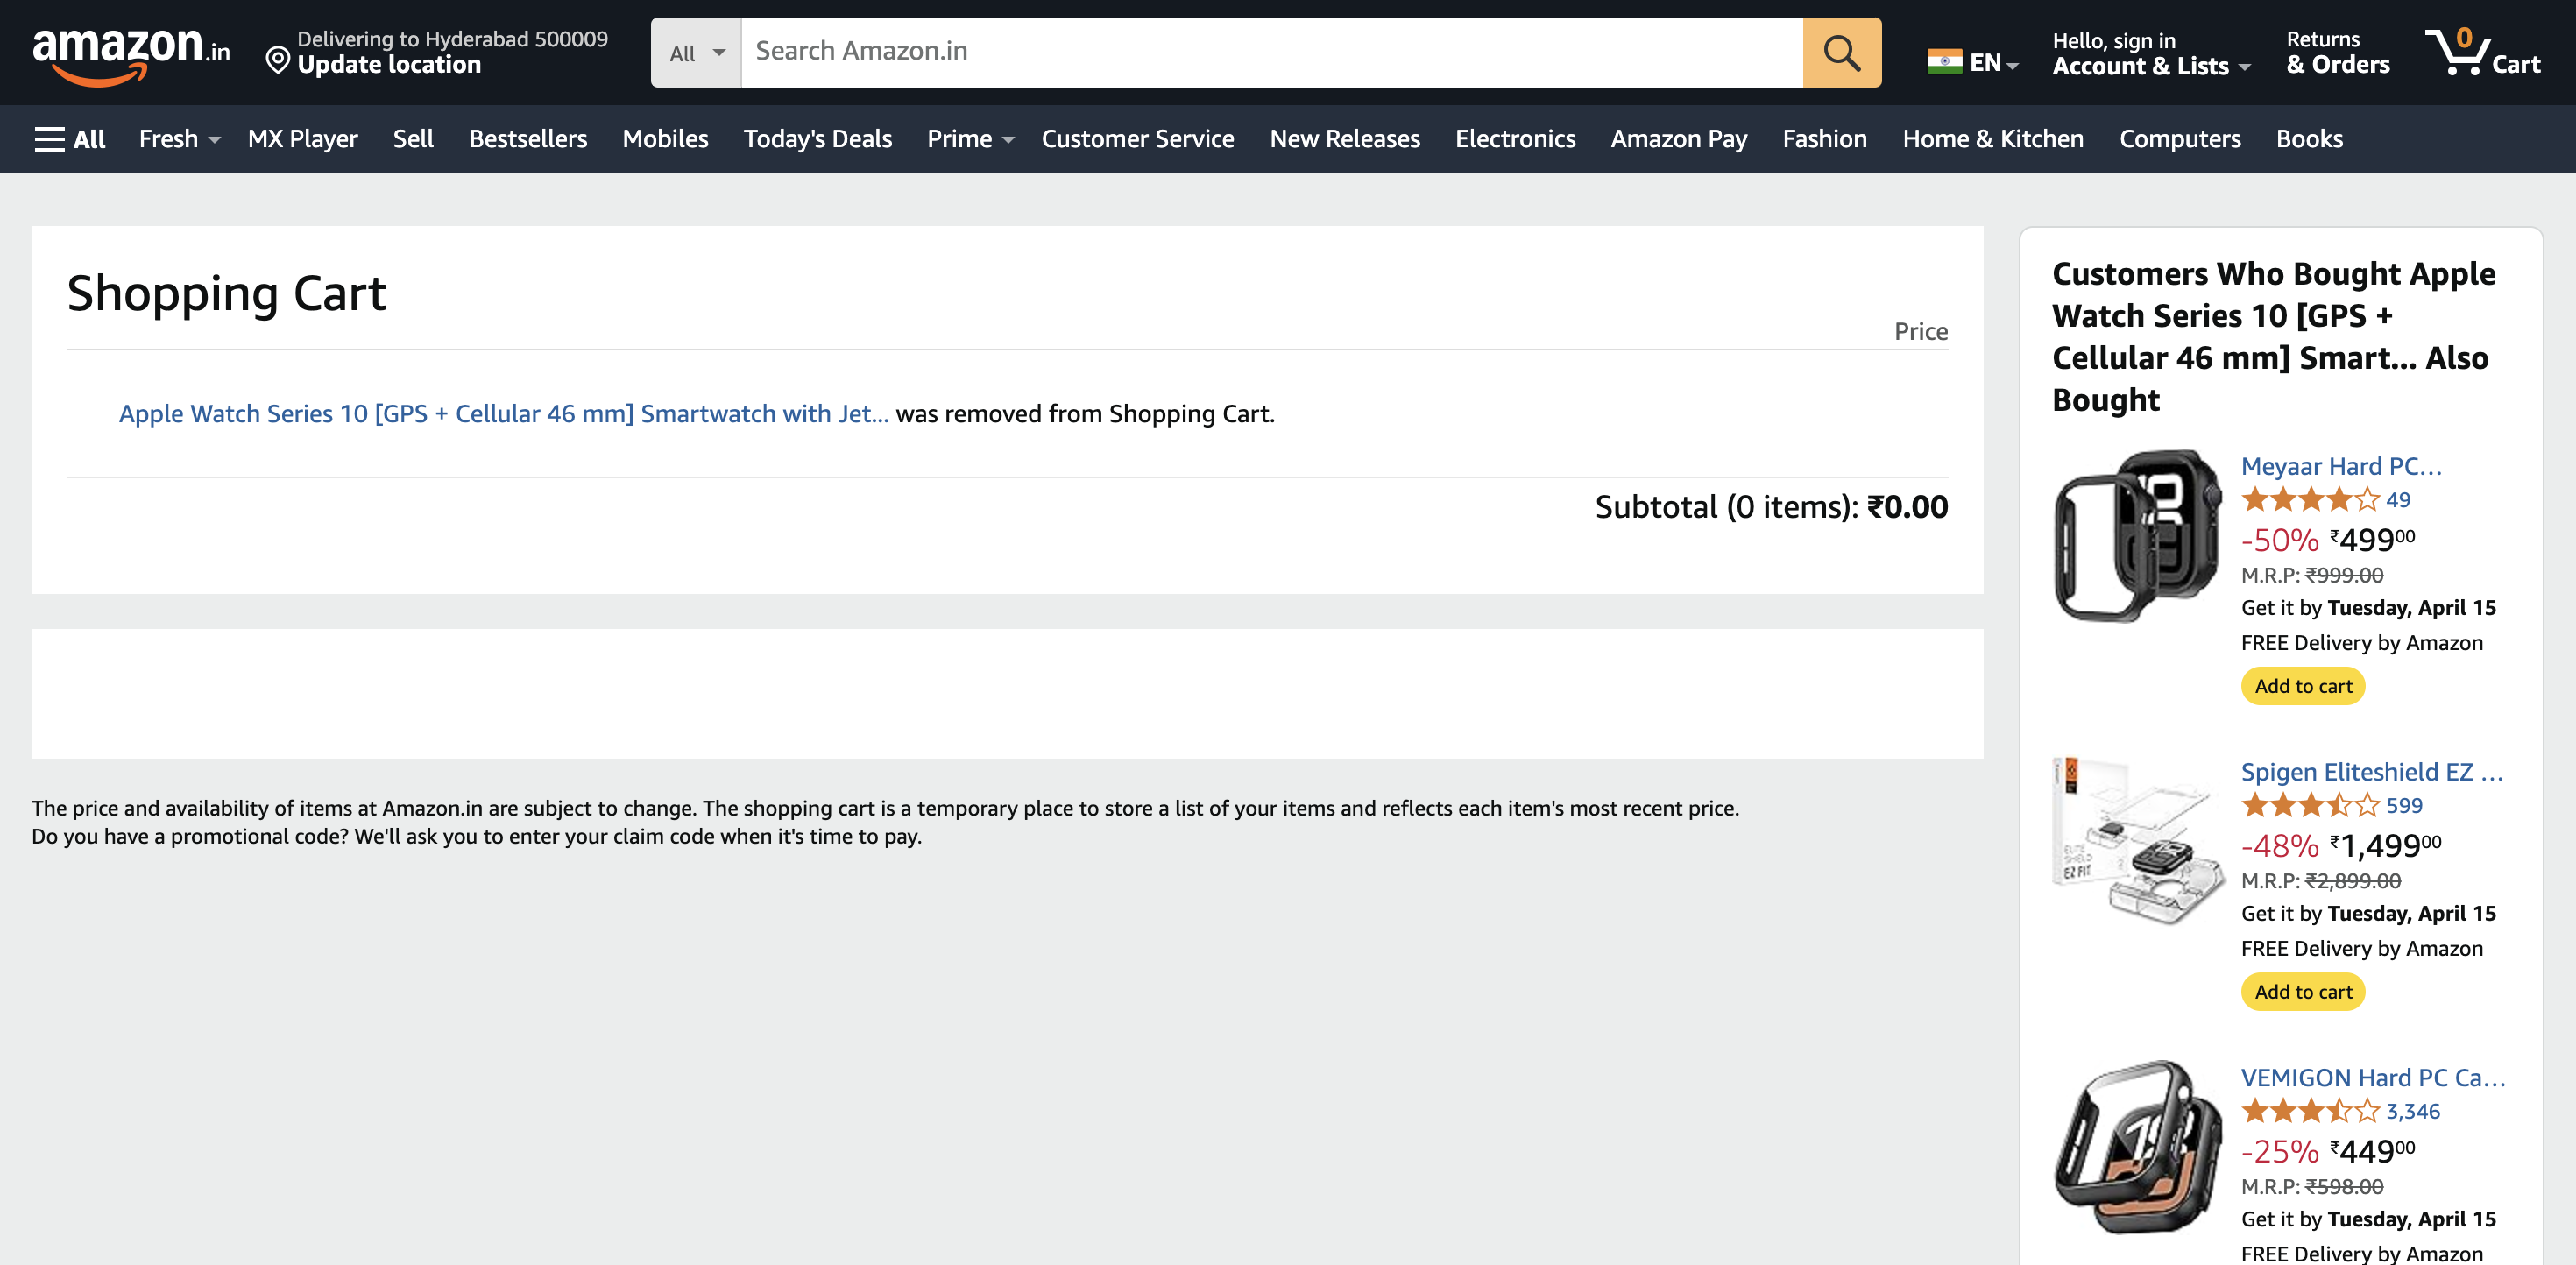 amazon.in
Delivering to Hyderabad 500009
Update location
All
Search Amazon.in
EN
Hello, sign in
Account & Lists
Returns
& Orders
0
Cart
All
Fresh
MX Player
Sell
Bestsellers
Mobiles
Today's Deals
Prime
Customer Service
New Releases
Electronics
Amazon Pay
Fashion
Home & Kitchen
Computers
Books
Shopping Cart
Price
Apple Watch Series 10 [GPS + Cellular 46 mm] Smartwatch with Jet... was removed from Shopping Cart.
Subtotal (0 items): ₹0.00
The price and availability of items at Amazon.in are subject to change. The shopping cart is a temporary place to store a list of your items and reflects each item's most recent price.
Do you have a promotional code? We'll ask you to enter your claim code when it's time to pay.
Customers Who Bought Apple
Watch Series 10 [GPS +
Cellular 46 mm] Smart... Also
Bought
Meyaar Hard PC...
49
-50% ₹49900
M.R.P: ₹999.00
Get it by Tuesday, April 15
FREE Delivery by Amazon
Add to cart
ELITE
SHIELD
EZ FIT
Spigen Eliteshield EZ ...
599
-48% ₹1,49900
M.R.P: ₹2,899.00
Get it by Tuesday, April 15
FREE Delivery by Amazon
Add to cart
VEMIGON Hard PC Ca...
3,346
-25% ₹44900
M.R.P: ₹598.00
Get it by Tuesday, April 15
FREE Delivery by Amazon